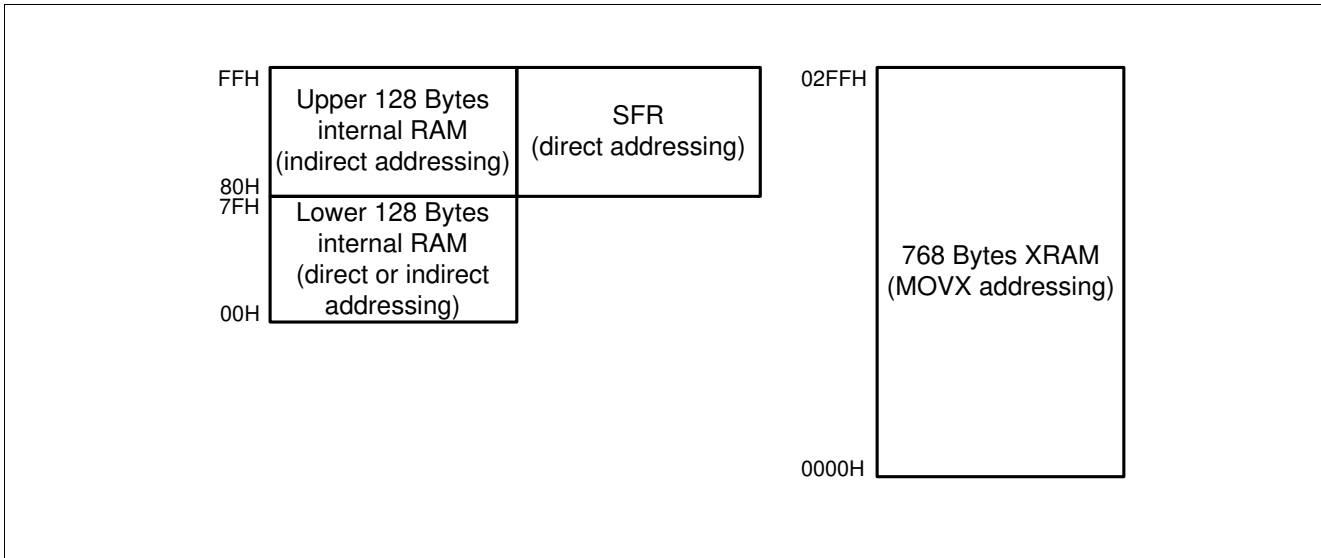 FFH
Upper 128 Bytes
internal RAM
(indirect addressing)
80H
SFR
(direct addressing)
7FH
Lower 128 Bytes
internal RAM
(direct or indirect
addressing)
00H
02FFH
768 Bytes XRAM
(MOVX addressing)
0000H